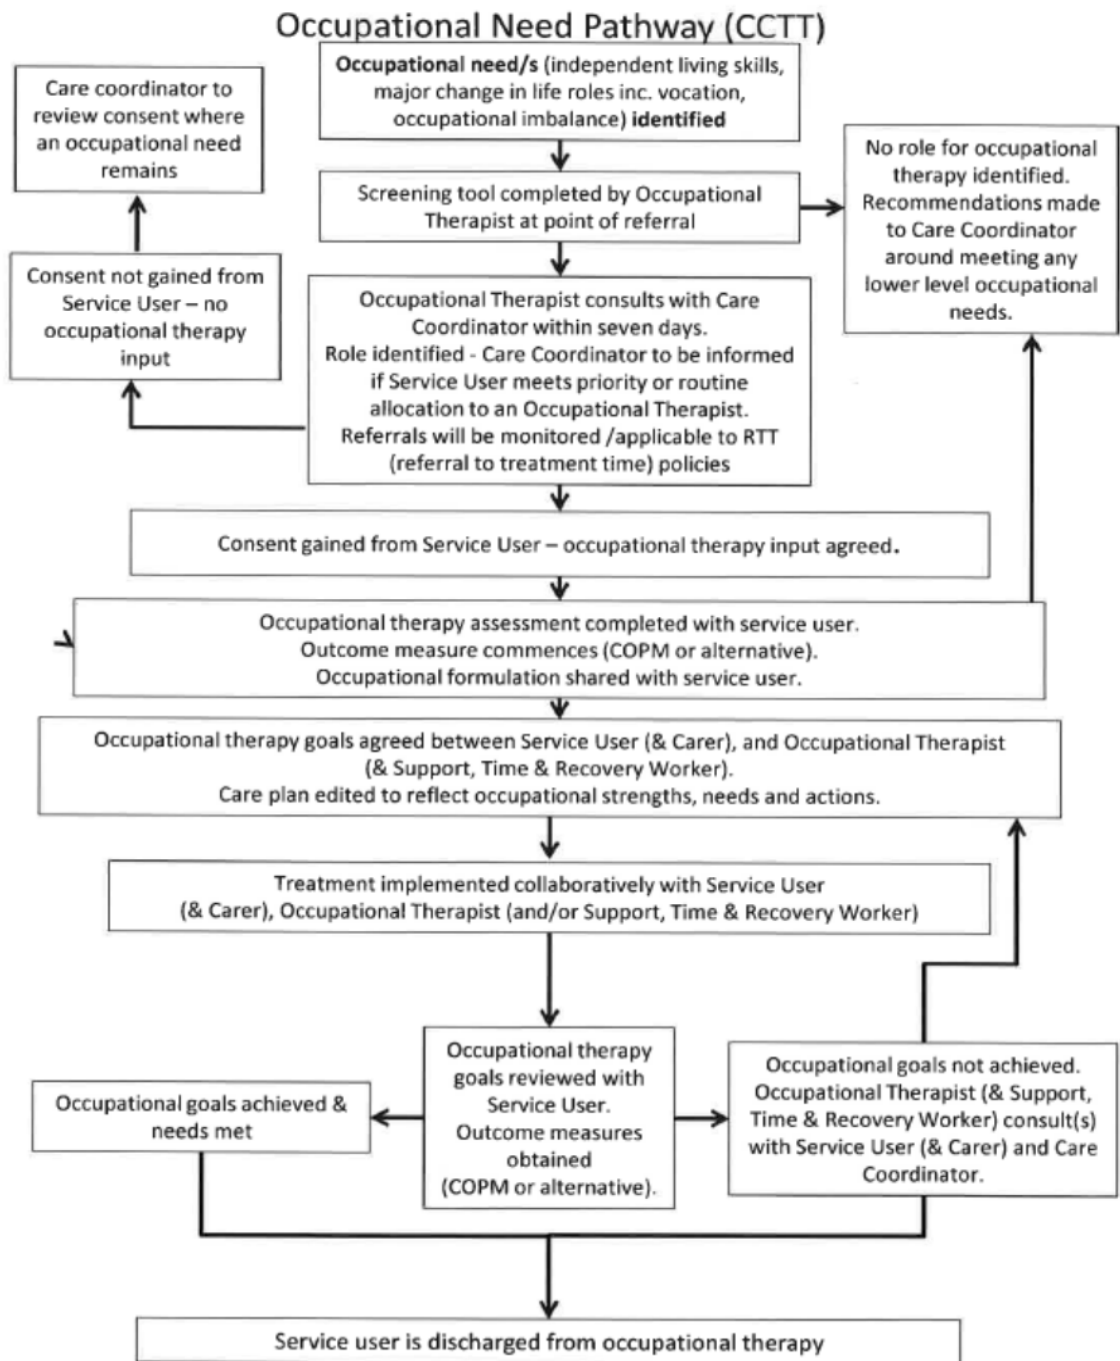 Occupational Need Pathway (CCTT)
Occupational need/s (independent living skills,
major change in life roles inc. vocation,
occupational imbalance) identified
Care coordinator to
review consent where
an occupational need
remains
No role for occupational
therapy identified.
Recommendations made
to Care Coordinator
around meeting any
lower level occupational
needs.
Screening tool completed by Occupational
Therapist at point of referral
Consent not gained from
Service User – no
occupational therapy
input
Occupational Therapist consults with Care
Coordinator within seven days.
Role identified - Care Coordinator to be informed
if Service User meets priority or routine
allocation to an Occupational Therapist.
Referrals will be monitored /applicable to RTT
(referral to treatment time) policies
Consent gained from Service User – occupational therapy input agreed.
Occupational therapy assessment completed with service user.
Outcome measure commences (COPM or alternative).
Occupational formulation shared with service user.
Occupational therapy goals agreed between Service User (& Carer), and Occupational Therapist
(& Support, Time & Recovery Worker).
Care plan edited to reflect occupational strengths, needs and actions.
Treatment implemented collaboratively with Service User
(& Carer), Occupational Therapist (and/or Support, Time & Recovery Worker)
Occupational goals achieved &
needs met
Occupational therapy
goals reviewed with
Service User.
Outcome measures
obtained
(COPM or alternative).
Occupational goals not achieved.
Occupational Therapist (& Support,
Time & Recovery Worker) consult(s)
with Service User (& Carer) and Care
Coordinator.
Service user is discharged from occupational therapy